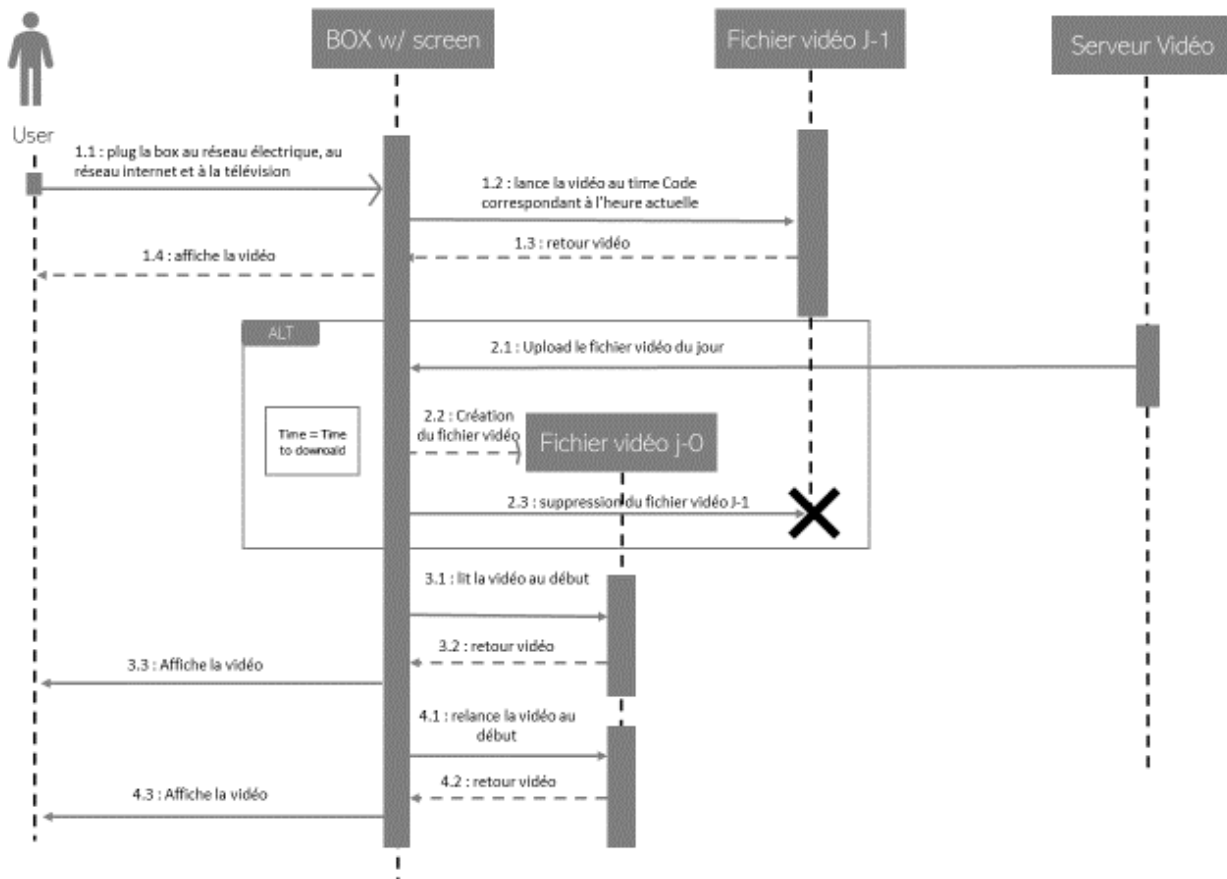 BOX w/ screen
Fichier vidéo J-1
Serveur Vidéo
User
1.1 : plug la box au réseau électrique, au
réseau internet et à la télévision
1.2 : lance la vidéo au time Code
correspondant à l'heure actuelle
1.3 : retour vidéo
1.4 : affiche la vidéo
ALT
2.1 : Upload le fichier vidéo du jour
Time = Time
to downoald
2.2 : Création
du fichier vidéo
Fichier vidéo j-0
2.3 : suppression du fichier vidéo J-1
3.1 : lit la vidéo au début
3.2 : retour vidéo
3.3 : Affiche la vidéo
4.1 : relance la vidéo au
début
4.2 : retour vidéo
4.3 : Affiche la vidéo